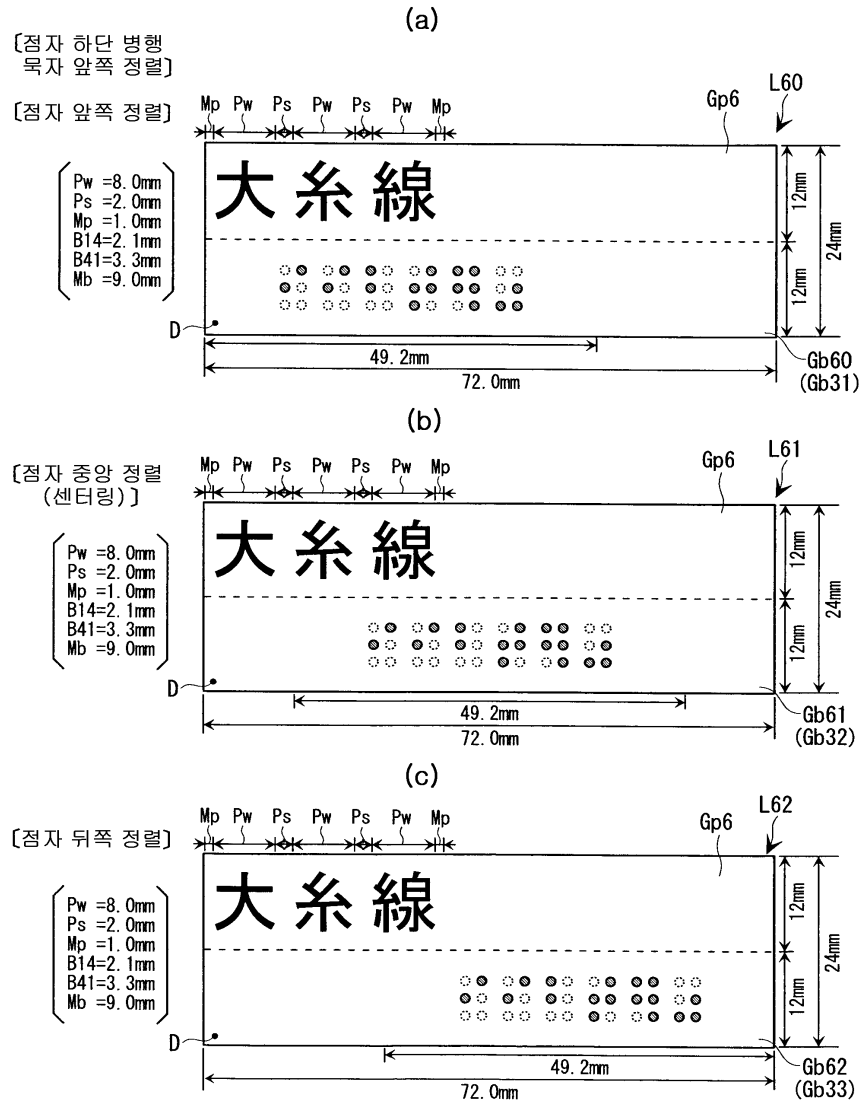 (a)
[점자 하단 병행
묵자 앞쪽 정렬]
[점자 앞쪽 정렬]
Mp Pw Ps Pw Ps Pw Mp
Gp6
L60
Pw =8.0mm
Ps =2.0mm
Mp =1.0mm
B14=2.1mm
B41=3.3mm
Mb =9.0mm
大糸線
12mm
12mm
24mm
D
49.2mm
72.0mm
Gb60
(Gb31)
(b)
[점자 중앙 정렬
(센터링)]
Mp Pw Ps Pw Ps Pw Mp
Gp6
L61
Pw =8.0mm
Ps =2.0mm
Mp =1.0mm
B14=2.1mm
B41=3.3mm
Mb =9.0mm
大糸線
12mm
12mm
24mm
D
49.2mm
72.0mm
Gb61
(Gb32)
(c)
[점자 뒤쪽 정렬]
Mp Pw Ps Pw Ps Pw Mp
Gp6
L62
Pw =8.0mm
Ps =2.0mm
Mp =1.0mm
B14=2.1mm
B41=3.3mm
Mb =9.0mm
大糸線
12mm
12mm
24mm
D
49.2mm
72.0mm
Gb62
(Gb33)